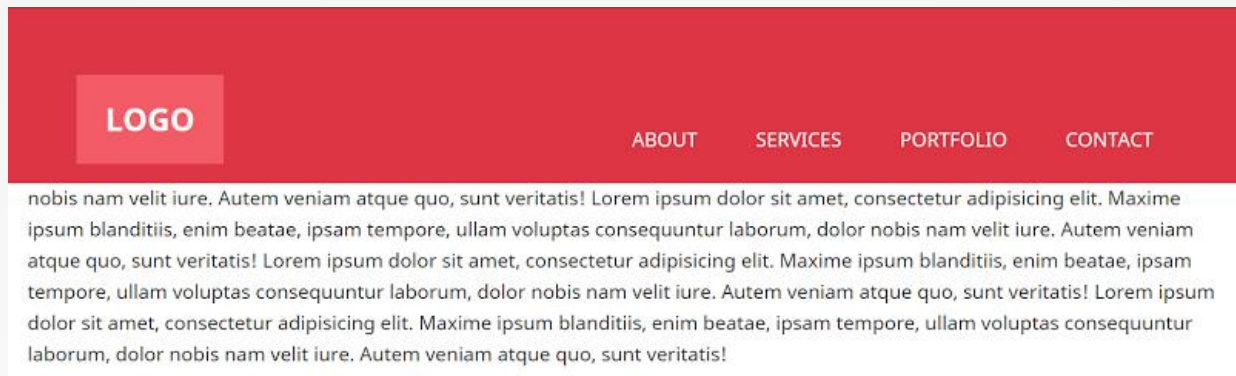 LOGO
ABOUT SERVICES PORTFOLIO CONTACT
nobis nam velit iure. Autem veniam atque quo, sunt veritatis! Lorem ipsum dolor sit amet, consectetur adipisicing elit. Maxime
ipsum blanditiis, enim beatae, ipsam tempore, ullam voluptas consequuntur laborum, dolor nobis nam velit iure. Autem veniam
atque quo, sunt veritatis! Lorem ipsum dolor sit amet, consectetur adipisicing elit. Maxime ipsum blanditiis, enim beatae, ipsam
tempore, ullam voluptas consequuntur laborum, dolor nobis nam velit iure. Autem veniam atque quo, sunt veritatis! Lorem ipsum
dolor sit amet, consectetur adipisicing elit. Maxime ipsum blanditiis, enim beatae, ipsam tempore, ullam voluptas consequuntur
laborum, dolor nobis nam velit iure. Autem veniam atque quo, sunt veritatis!